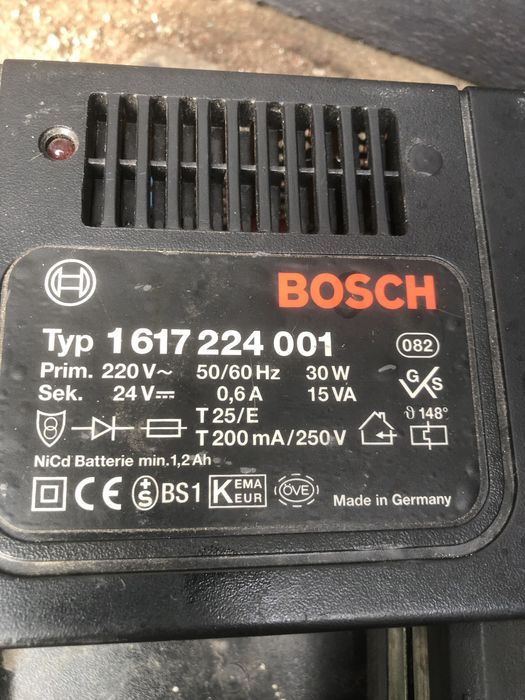 BOSCH
Typ 1 617 224 001
082
Prim. 220 V~ 50/60 Hz 30 W
Sek. 24 V⎓ 0,6 A 15 VA
GS
T 25/E
T 200 mA/250 V
ϑ 148°
NiCd Batterie min. 1,2 Ah
CE S BS1 KEMA KEUR ÖVE Made in Germany